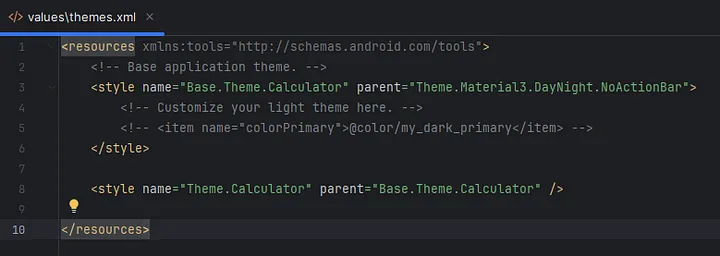 values\themes.xml
1 <resources xmlns:tools="http://schemas.android.com/tools">
2 <!-- Base application theme. -->
3 <style name="Base.Theme.Calculator" parent="Theme.Material3.DayNight.NoActionBar">
4 <!-- Customize your light theme here. -->
5 <!-- <item name="colorPrimary">@color/my_dark_primary</item> -->
6 </style>
7
8 <style name="Theme.Calculator" parent="Base.Theme.Calculator" />
9
10 </resources>